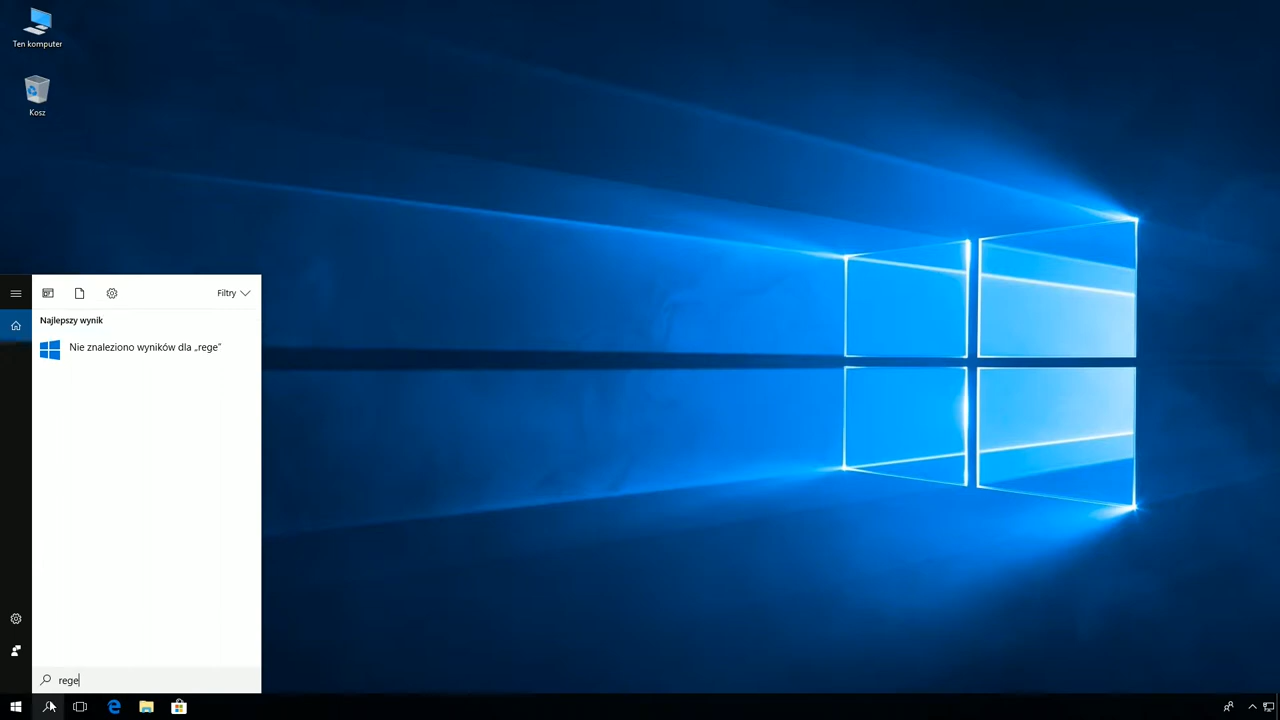 Ten komputer
Kosz
Filtry
Najlepszy wynik
Nie znaleziono wyników dla „rege”
rege